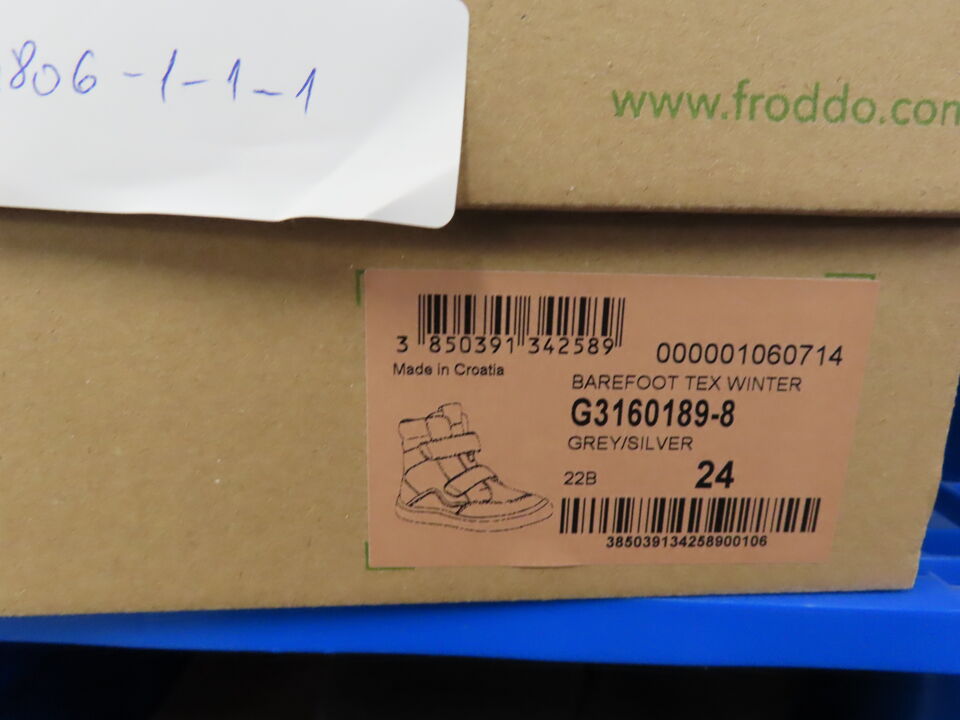 806-1-1-1
www.froddo.com
3 850391 342589
000001060714
Made in Croatia
BAREFOOT TEX WINTER
G3160189-8
GREY/SILVER
22B 24
385039134258900106